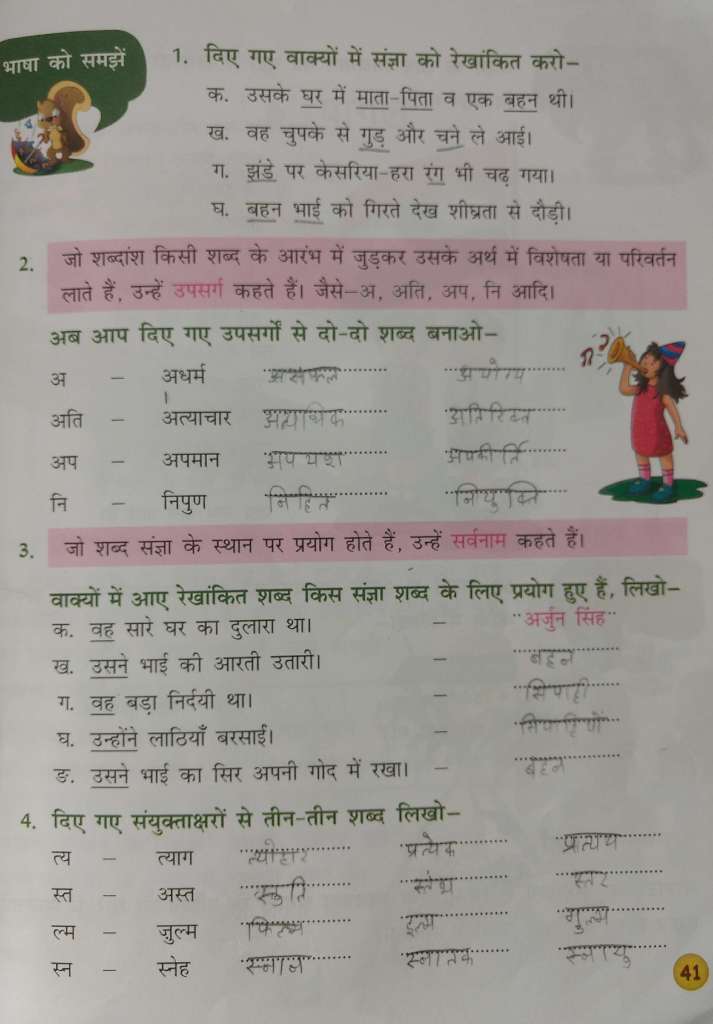 भाषा को समझें
1. दिए गए वाक्यों में संज्ञा को रेखांकित करो–
क. उसके घर में माता-पिता व एक बहन थी।
ख. वह चुपके से गुड़ और चने ले आई।
ग. झंडे पर केसरिया-हरा रंग भी चढ़ गया।
घ. बहन भाई को गिरते देख शीघ्रता से दौड़ी।
2. जो शब्दांश किसी शब्द के आरंभ में जुड़कर उसके अर्थ में विशेषता या परिवर्तन
लाते हैं, उन्हें उपसर्ग कहते हैं। जैसे–अ, अति, अप, नि आदि।
अब आप दिए गए उपसर्गों से दो-दो शब्द बनाओ–
अ – अधर्म असफल अयोग्य
अति – अत्याचार अत्याधिक अतिरिक्त
अप – अपमान अपयश अपकीर्ति
नि – निपुण निहित नियुक्ति
3. जो शब्द संज्ञा के स्थान पर प्रयोग होते हैं, उन्हें सर्वनाम कहते हैं।
वाक्यों में आए रेखांकित शब्द किस संज्ञा शब्द के लिए प्रयोग हुए हैं, लिखो–
क. वह सारे घर का दुलारा था। – अर्जुन सिंह
ख. उसने भाई की आरती उतारी। – बहन
ग. वह बड़ा निर्दयी था। – सिपाही
घ. उन्होंने लाठियाँ बरसाई। – सिपाहियों
ङ. उसने भाई का सिर अपनी गोद में रखा। – बहन
4. दिए गए संयुक्ताक्षरों से तीन-तीन शब्द लिखो–
त्य – त्याग त्योहार प्रत्येक प्रत्यय
स्त – अस्त स्तुति स्तंभ स्तर
ल्म – जुल्म फिल्म इल्म गुल्म
स्न – स्नेह स्नान स्नातक स्नायु
41